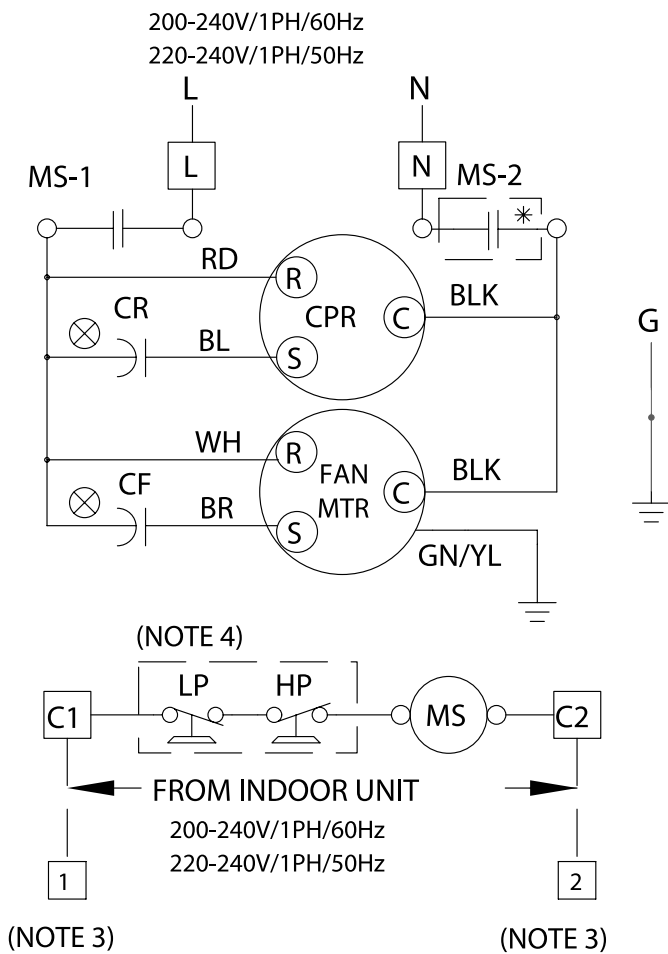 200-240V/1PH/60Hz
220-240V/1PH/50Hz
L
N
L
N
MS-1
MS-2
*
RD
R
CPR
C
BLK
G
CR
BL
S
WH
R
FAN
MTR
C
BLK
CF
BR
S
GN/YL
(NOTE 4)
LP
HP
C1
MS
C2
FROM INDOOR UNIT
200-240V/1PH/60Hz
220-240V/1PH/50Hz
1
2
(NOTE 3)
(NOTE 3)